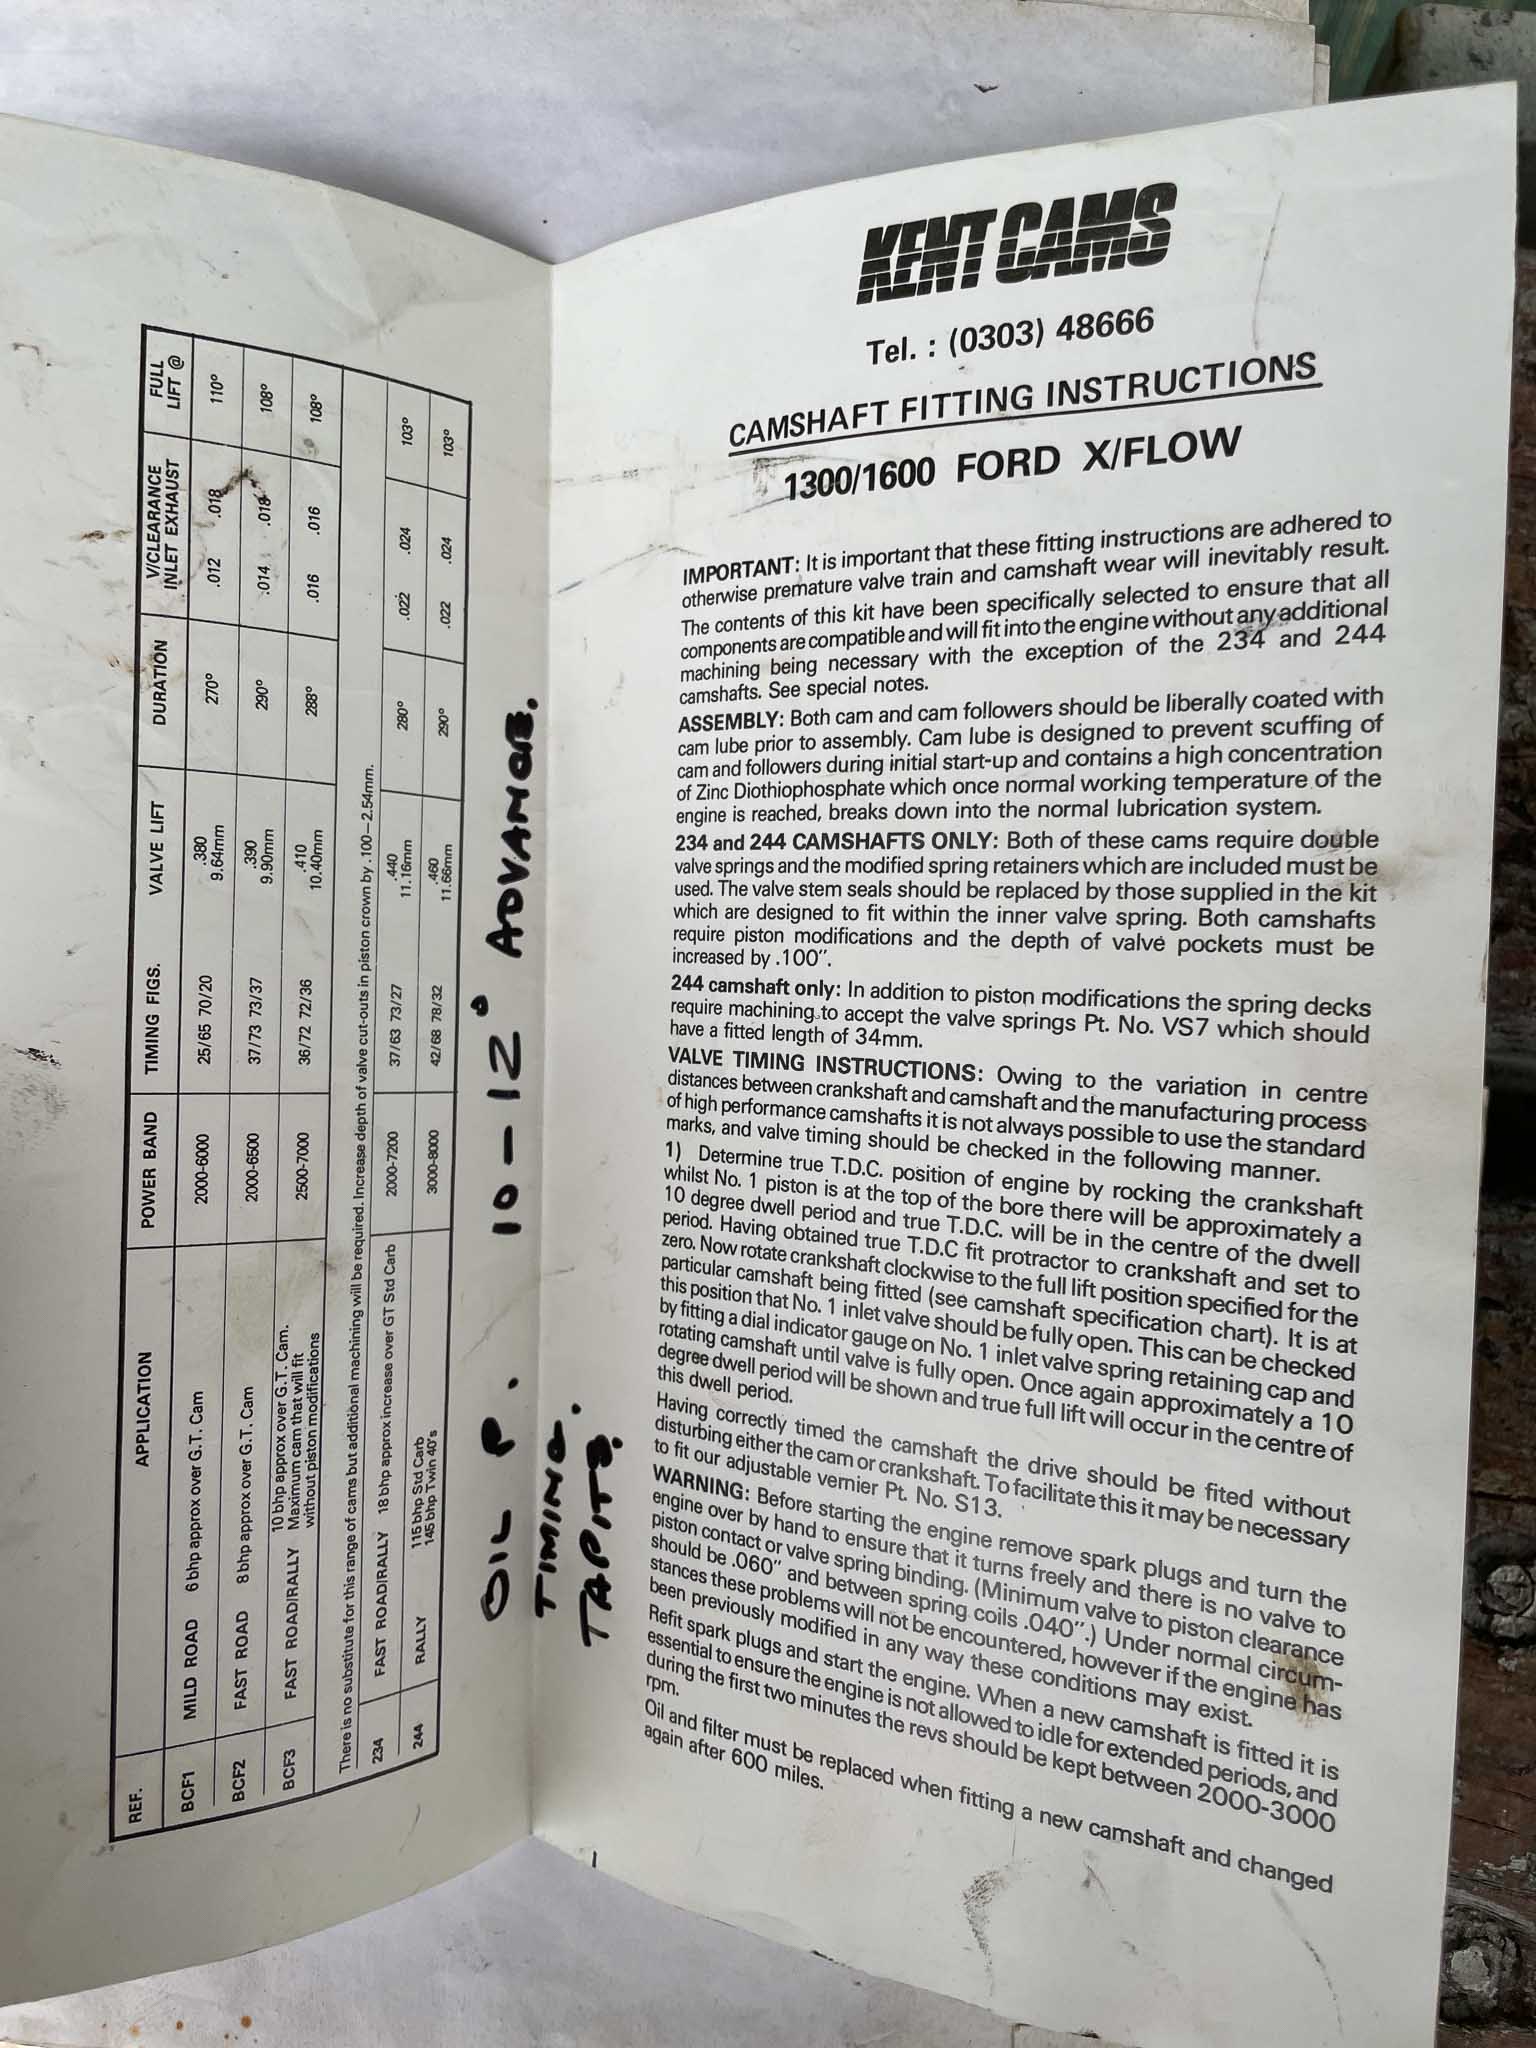 REF. APPLICATION POWER BAND TIMING FIGS. VALVE LIFT DURATION V/CLEARANCE INLET EXHAUST FULL LIFT @
BCF1 MILD ROAD 6 bhp approx over G.T. Cam 2000-6000 25/65 70/20 .380 9.64mm 270º .012 .018 110º
BCF2 FAST ROAD 8 bhp approx over G.T. Cam 2000-6500 37/73 73/37 .390 9.90mm 290º .014 .018 108º
BCF3 FAST ROAD/RALLY 10 bhp approx over G.T. Cam. Maximum cam that will fit without piston modifications 2500-7000 36/72 72/36 .410 10.40mm 288º .016 .016 108º
There is no substitute for this range of cams but additional machining will be required. Increase depth of valve cut-outs in piston crown by .100—2.54mm.
234 FAST ROAD/RALLY 18 bhp approx increase over GT Std Carb 2000-7200 37/63 73/27 .440 11.16mm 280º .022 .024 103º
244 RALLY 115 bhp Std Carb 145 bhp Twin 40's 3000-8000 42/68 78/32 .460 11.66mm 290º .022 .024 103º
OIL P. 10-12° ADVANCE.
TIMING.
TAPITS.
KENT CAMS
Tel. : (0303) 48666
CAMSHAFT FITTING INSTRUCTIONS
1300/1600 FORD X/FLOW
IMPORTANT: It is important that these fitting instructions are adhered to
otherwise premature valve train and camshaft wear will inevitably result.
The contents of this kit have been specifically selected to ensure that all
components are compatible and will fit into the engine without any additional
machining being necessary with the exception of the 234 and 244
camshafts. See special notes.
ASSEMBLY: Both cam and cam followers should be liberally coated with
cam lube prior to assembly. Cam lube is designed to prevent scuffing of
cam and followers during initial start-up and contains a high concentration
of Zinc Diothiophosphate which once normal working temperature of the
engine is reached, breaks down into the normal lubrication system.
234 and 244 CAMSHAFTS ONLY: Both of these cams require double
valve springs and the modified spring retainers which are included must be
used. The valve stem seals should be replaced by those supplied in the kit
which are designed to fit within the inner valve spring. Both camshafts
require piston modifications and the depth of valve pockets must be
increased by .100".
244 camshaft only: In addition to piston modifications the spring decks
require machining to accept the valve springs Pt. No. VS7 which should
have a fitted length of 34mm.
VALVE TIMING INSTRUCTIONS: Owing to the variation in centre
distances between crankshaft and camshaft and the manufacturing process
of high performance camshafts it is not always possible to use the standard
marks, and valve timing should be checked in the following manner.
1) Determine true T.D.C. position of engine by rocking the crankshaft
whilst No. 1 piston is at the top of the bore there will be approximately a
10 degree dwell period and true T.D.C. will be in the centre of the dwell
period. Having obtained true T.D.C fit protractor to crankshaft and set to
zero. Now rotate crankshaft clockwise to the full lift position specified for the
particular camshaft being fitted (see camshaft specification chart). It is at
this position that No. 1 inlet valve should be fully open. This can be checked
by fitting a dial indicator gauge on No. 1 inlet valve spring retaining cap and
rotating camshaft until valve is fully open. Once again approximately a 10
degree dwell period will be shown and true full lift will occur in the centre of
this dwell period.
Having correctly timed the camshaft the drive should be fited without
disturbing either the cam or crankshaft. To facilitate this it may be necessary
to fit our adjustable vernier Pt. No. S13.
WARNING: Before starting the engine remove spark plugs and turn the
engine over by hand to ensure that it turns freely and there is no valve to
piston contact or valve spring binding. (Minimum valve to piston clearance
should be .060" and between spring coils .040".) Under normal circum-
stances these problems will not be encountered, however if the engine has
been previously modified in any way these conditions may exist.
Refit spark plugs and start the engine. When a new camshaft is fitted it is
essential to ensure the engine is not allowed to idle for extended periods, and
during the first two minutes the revs should be kept between 2000-3000
rpm.
Oil and filter must be replaced when fitting a new camshaft and changed
again after 600 miles.